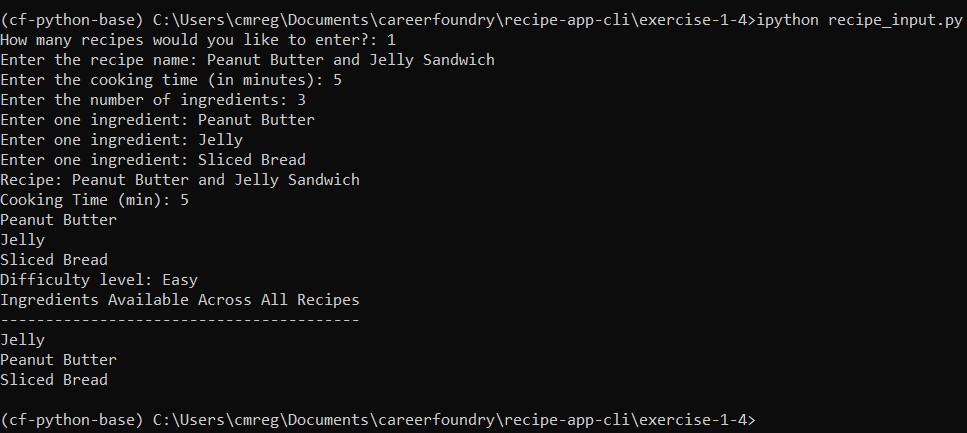 (cf-python-base) C:\Users\cmreg\Documents\careerfoundry\recipe-app-cli\exercise-1-4>ipython recipe_input.py
How many recipes would you like to enter?: 1
Enter the recipe name: Peanut Butter and Jelly Sandwich
Enter the cooking time (in minutes): 5
Enter the number of ingredients: 3
Enter one ingredient: Peanut Butter
Enter one ingredient: Jelly
Enter one ingredient: Sliced Bread
Recipe: Peanut Butter and Jelly Sandwich
Cooking Time (min): 5
Peanut Butter
Jelly
Sliced Bread
Difficulty level: Easy
Ingredients Available Across All Recipes
----------------------------------------
Jelly
Peanut Butter
Sliced Bread
(cf-python-base) C:\Users\cmreg\Documents\careerfoundry\recipe-app-cli\exercise-1-4>